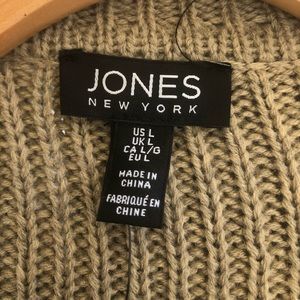 JONES
NEW YORK
US L
UK L
CA L/G
EU L
MADE IN
CHINA
FABRIQUÉ EN
CHINE